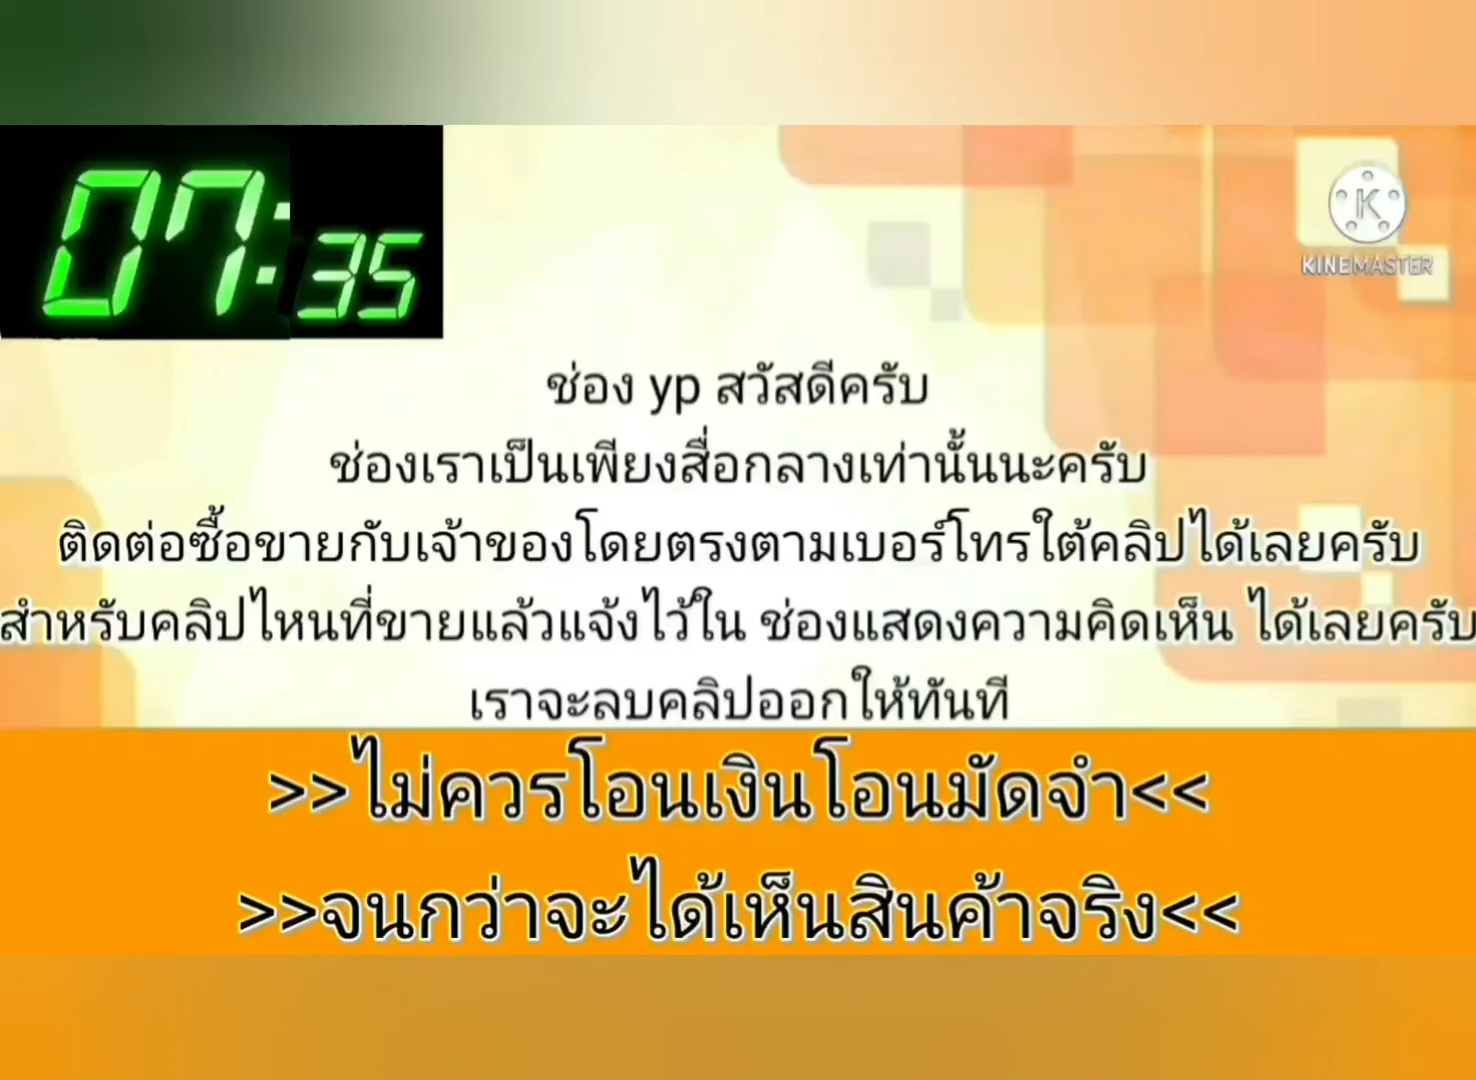 07:35
KINEMASTER
ช่อง yp สวัสดีครับ
ช่องเราเป็นเพียงสื่อกลางเท่านั้นนะครับ
ติดต่อซื้อขายกับเจ้าของโดยตรงตามเบอร์โทรใต้คลิปได้เลยครับ
สำหรับคลิปไหนที่ขายแล้วแจ้งไว้ใน ช่องแสดงความคิดเห็น ได้เลยครับ
เราจะลบคลิปออกให้ทันที
>>ไม่ควรโอนเงินโอนมัดจำ<<
>>จนกว่าจะได้เห็นสินค้าจริง<<